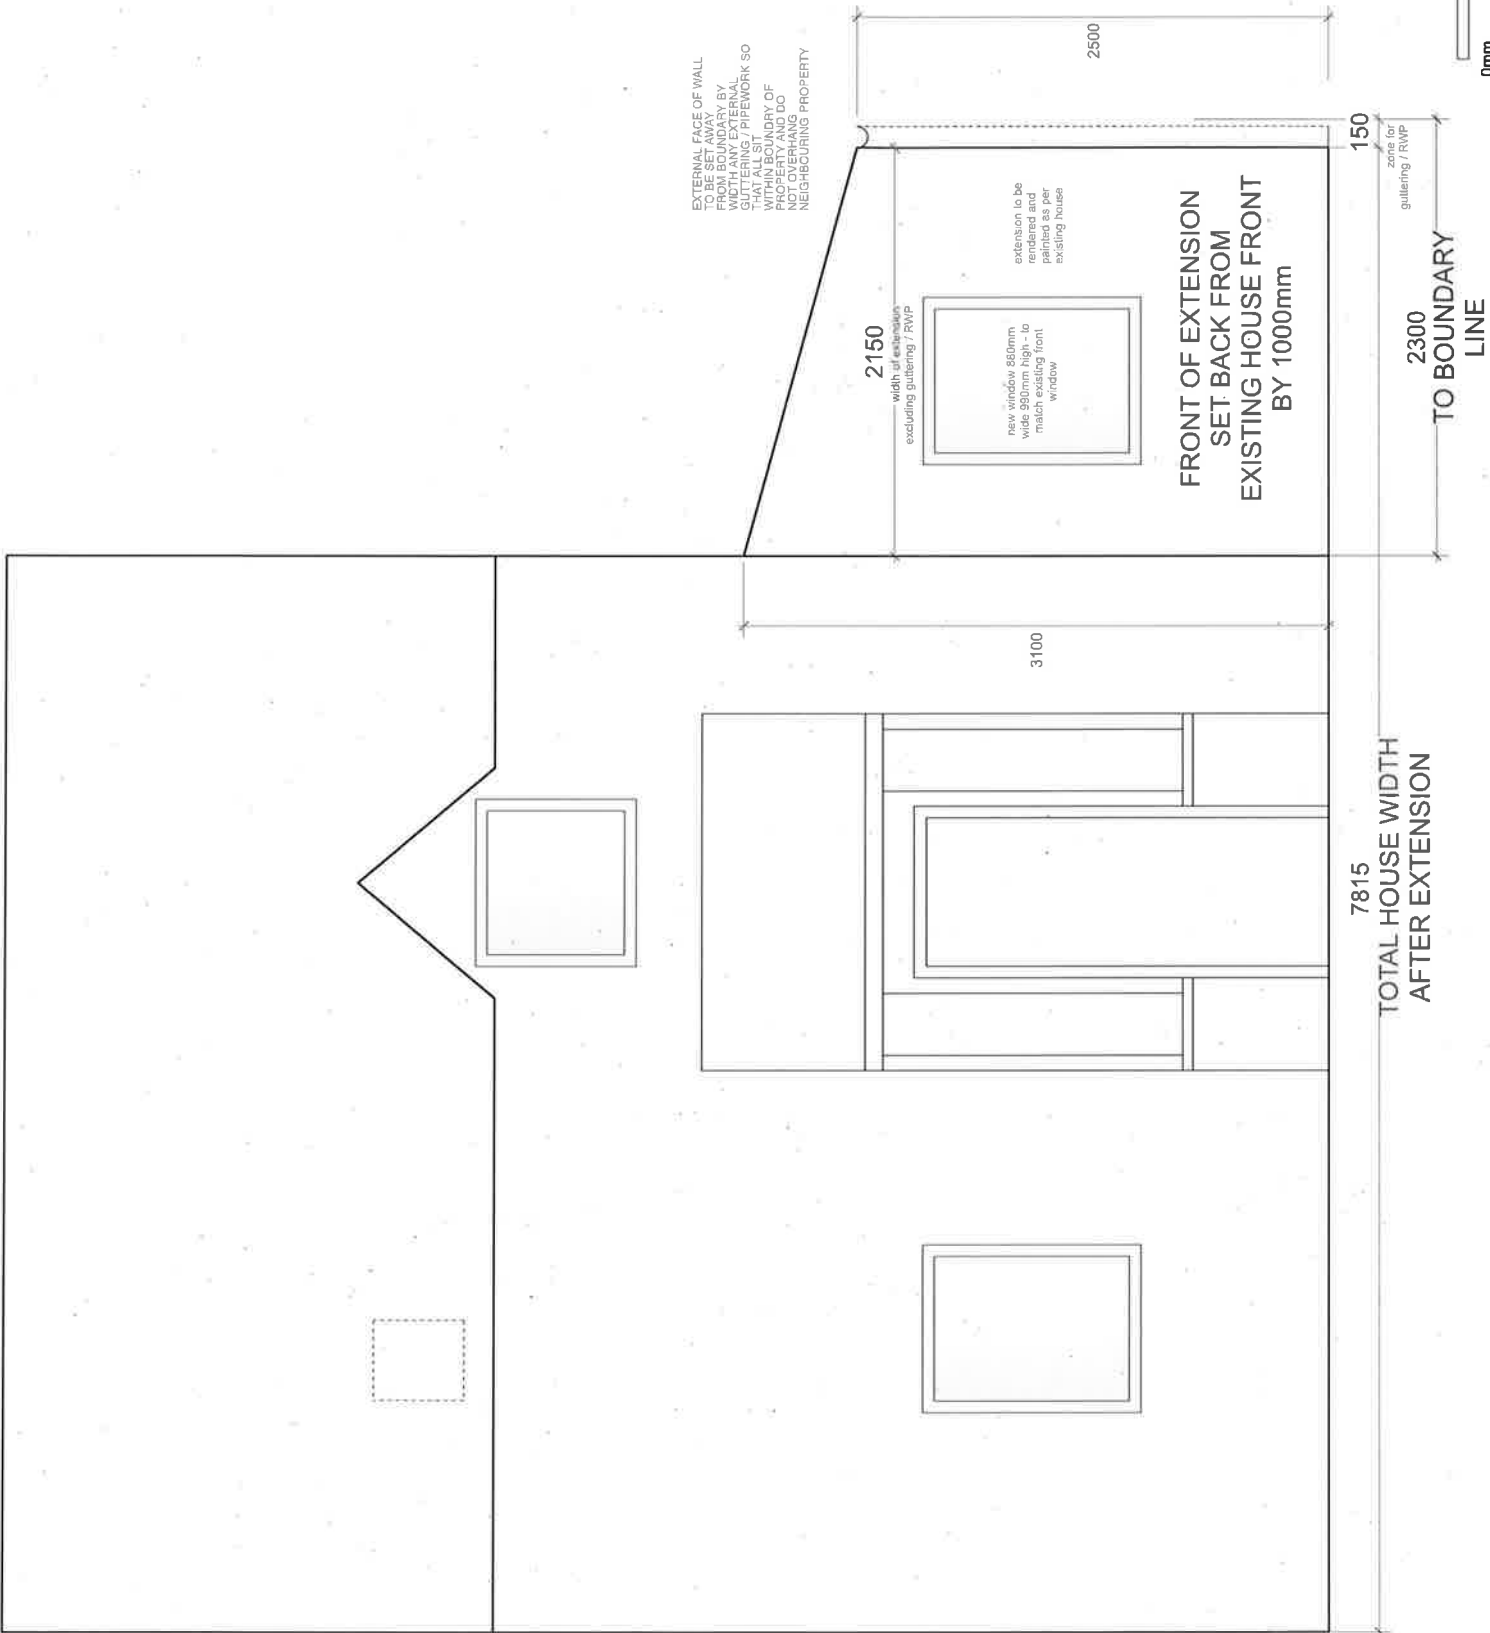 EXTERNAL FACE OF WALL
TO BE SET AWAY
FROM BOUNDARY BY
WIDTH ANY EXTERNAL
GUTTERING / PIPEWORK SO
THAT ALL SIT
WITHIN BOUNDRY OF
PROPERTY AND DO
NOT OVERHANG
NEIGHBOURING PROPERTY
2500
2150
width of extension
excluding guttering / RWP
new window 860mm
wide 990mm high - to
match existing front
window
extension to be
rendered and
painted as per
existing house
3100
FRONT OF EXTENSION
SET BACK FROM
EXISTING HOUSE FRONT
BY 1000mm
150
zone for
guttering / RWP
7815
TOTAL HOUSE WIDTH
AFTER EXTENSION
2300
TO BOUNDARY
LINE
0mm